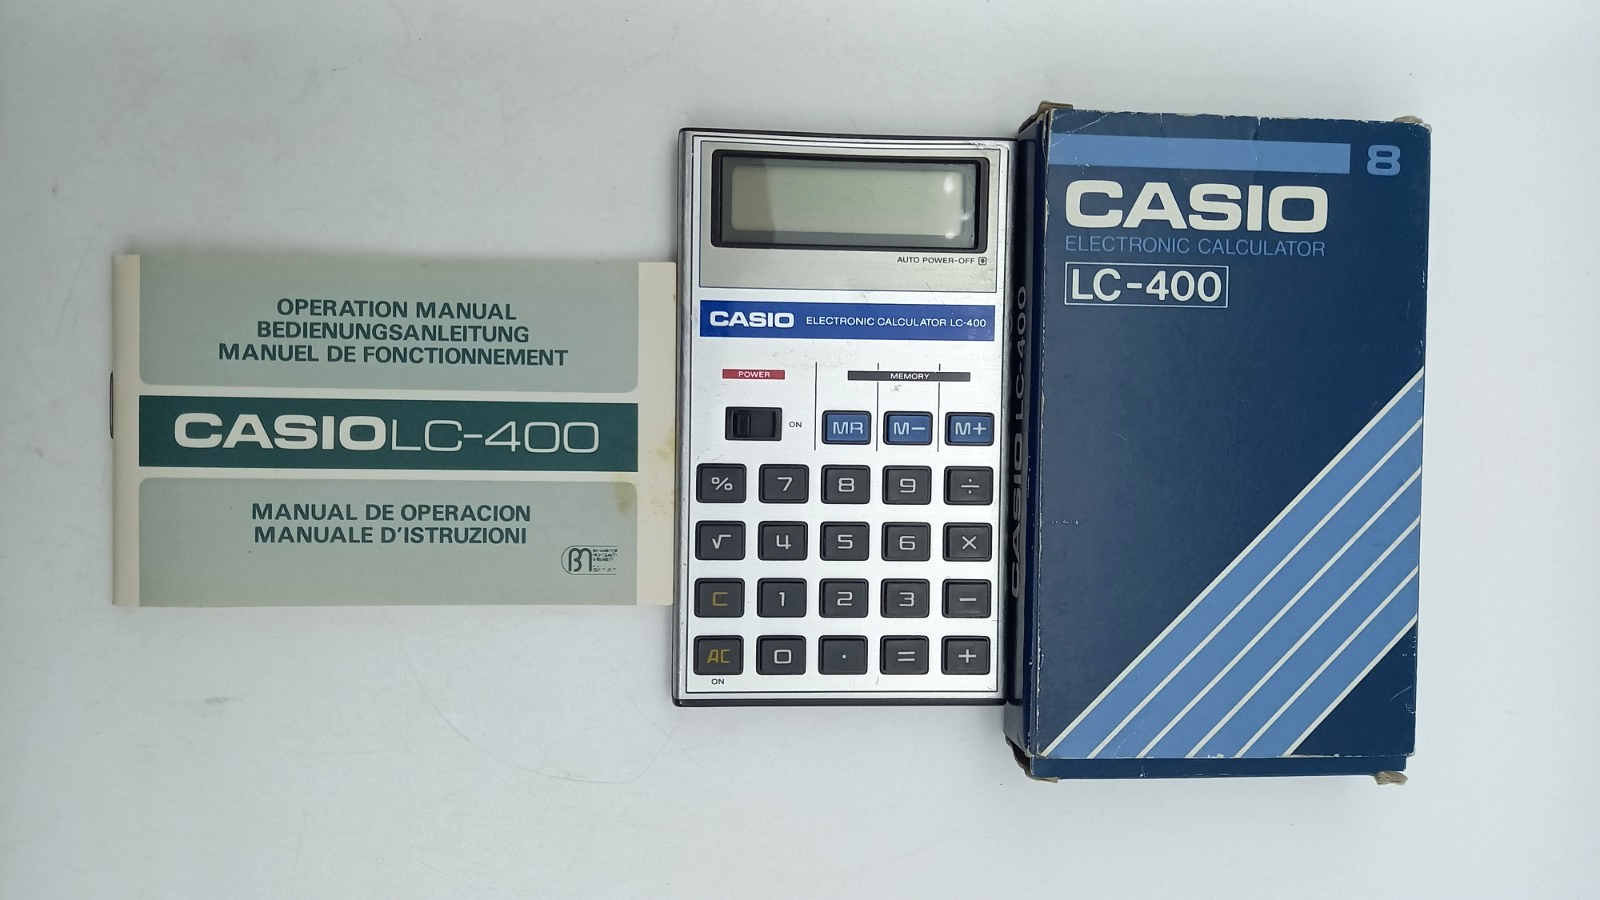 OPERATION MANUAL
BEDIENUNGSANLEITUNG
MANUEL DE FONCTIONNEMENT
CASIO LC-400
MANUAL DE OPERACION
MANUALE D'ISTRUZIONI
AUTO POWER-OFF
CASIO ELECTRONIC CALCULATOR LC-400
POWER MEMORY
ON MR M− M+
% 7 8 9 ÷
√ 4 5 6 ×
C 1 2 3 −
AC 0 · = +
ON
CASIO LC-400
8
CASIO
ELECTRONIC CALCULATOR
LC-400